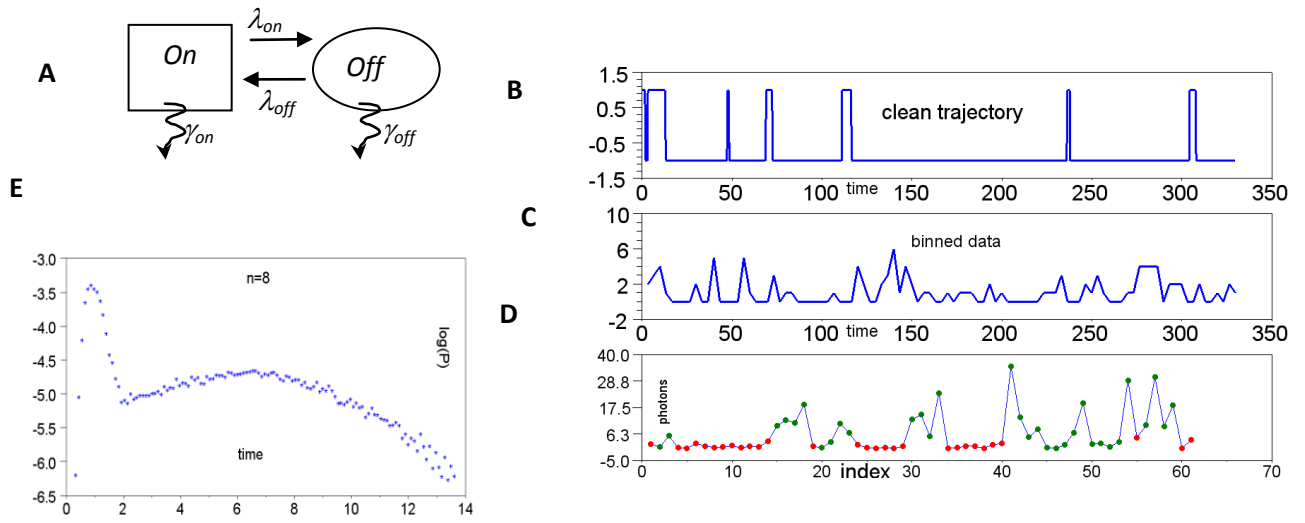 A
On
λon
Off
λoff
γon
γoff
B
1.5
0.5
-0.5
-1.5
clean trajectory
0 50 100 time 150 200 250 300 350
C
10
6
2
-2
binned data
0 50 100 time 150 200 250 300 350
D
40.0
28.8
17.5
6.3
-5.0
photons
0 10 20 index 30 40 50 60 70
E
-3.0
-3.5
-4.0
-4.5
-5.0
-5.5
-6.0
-6.5
n=8
log(P)
time
0 2 4 6 8 10 12 14